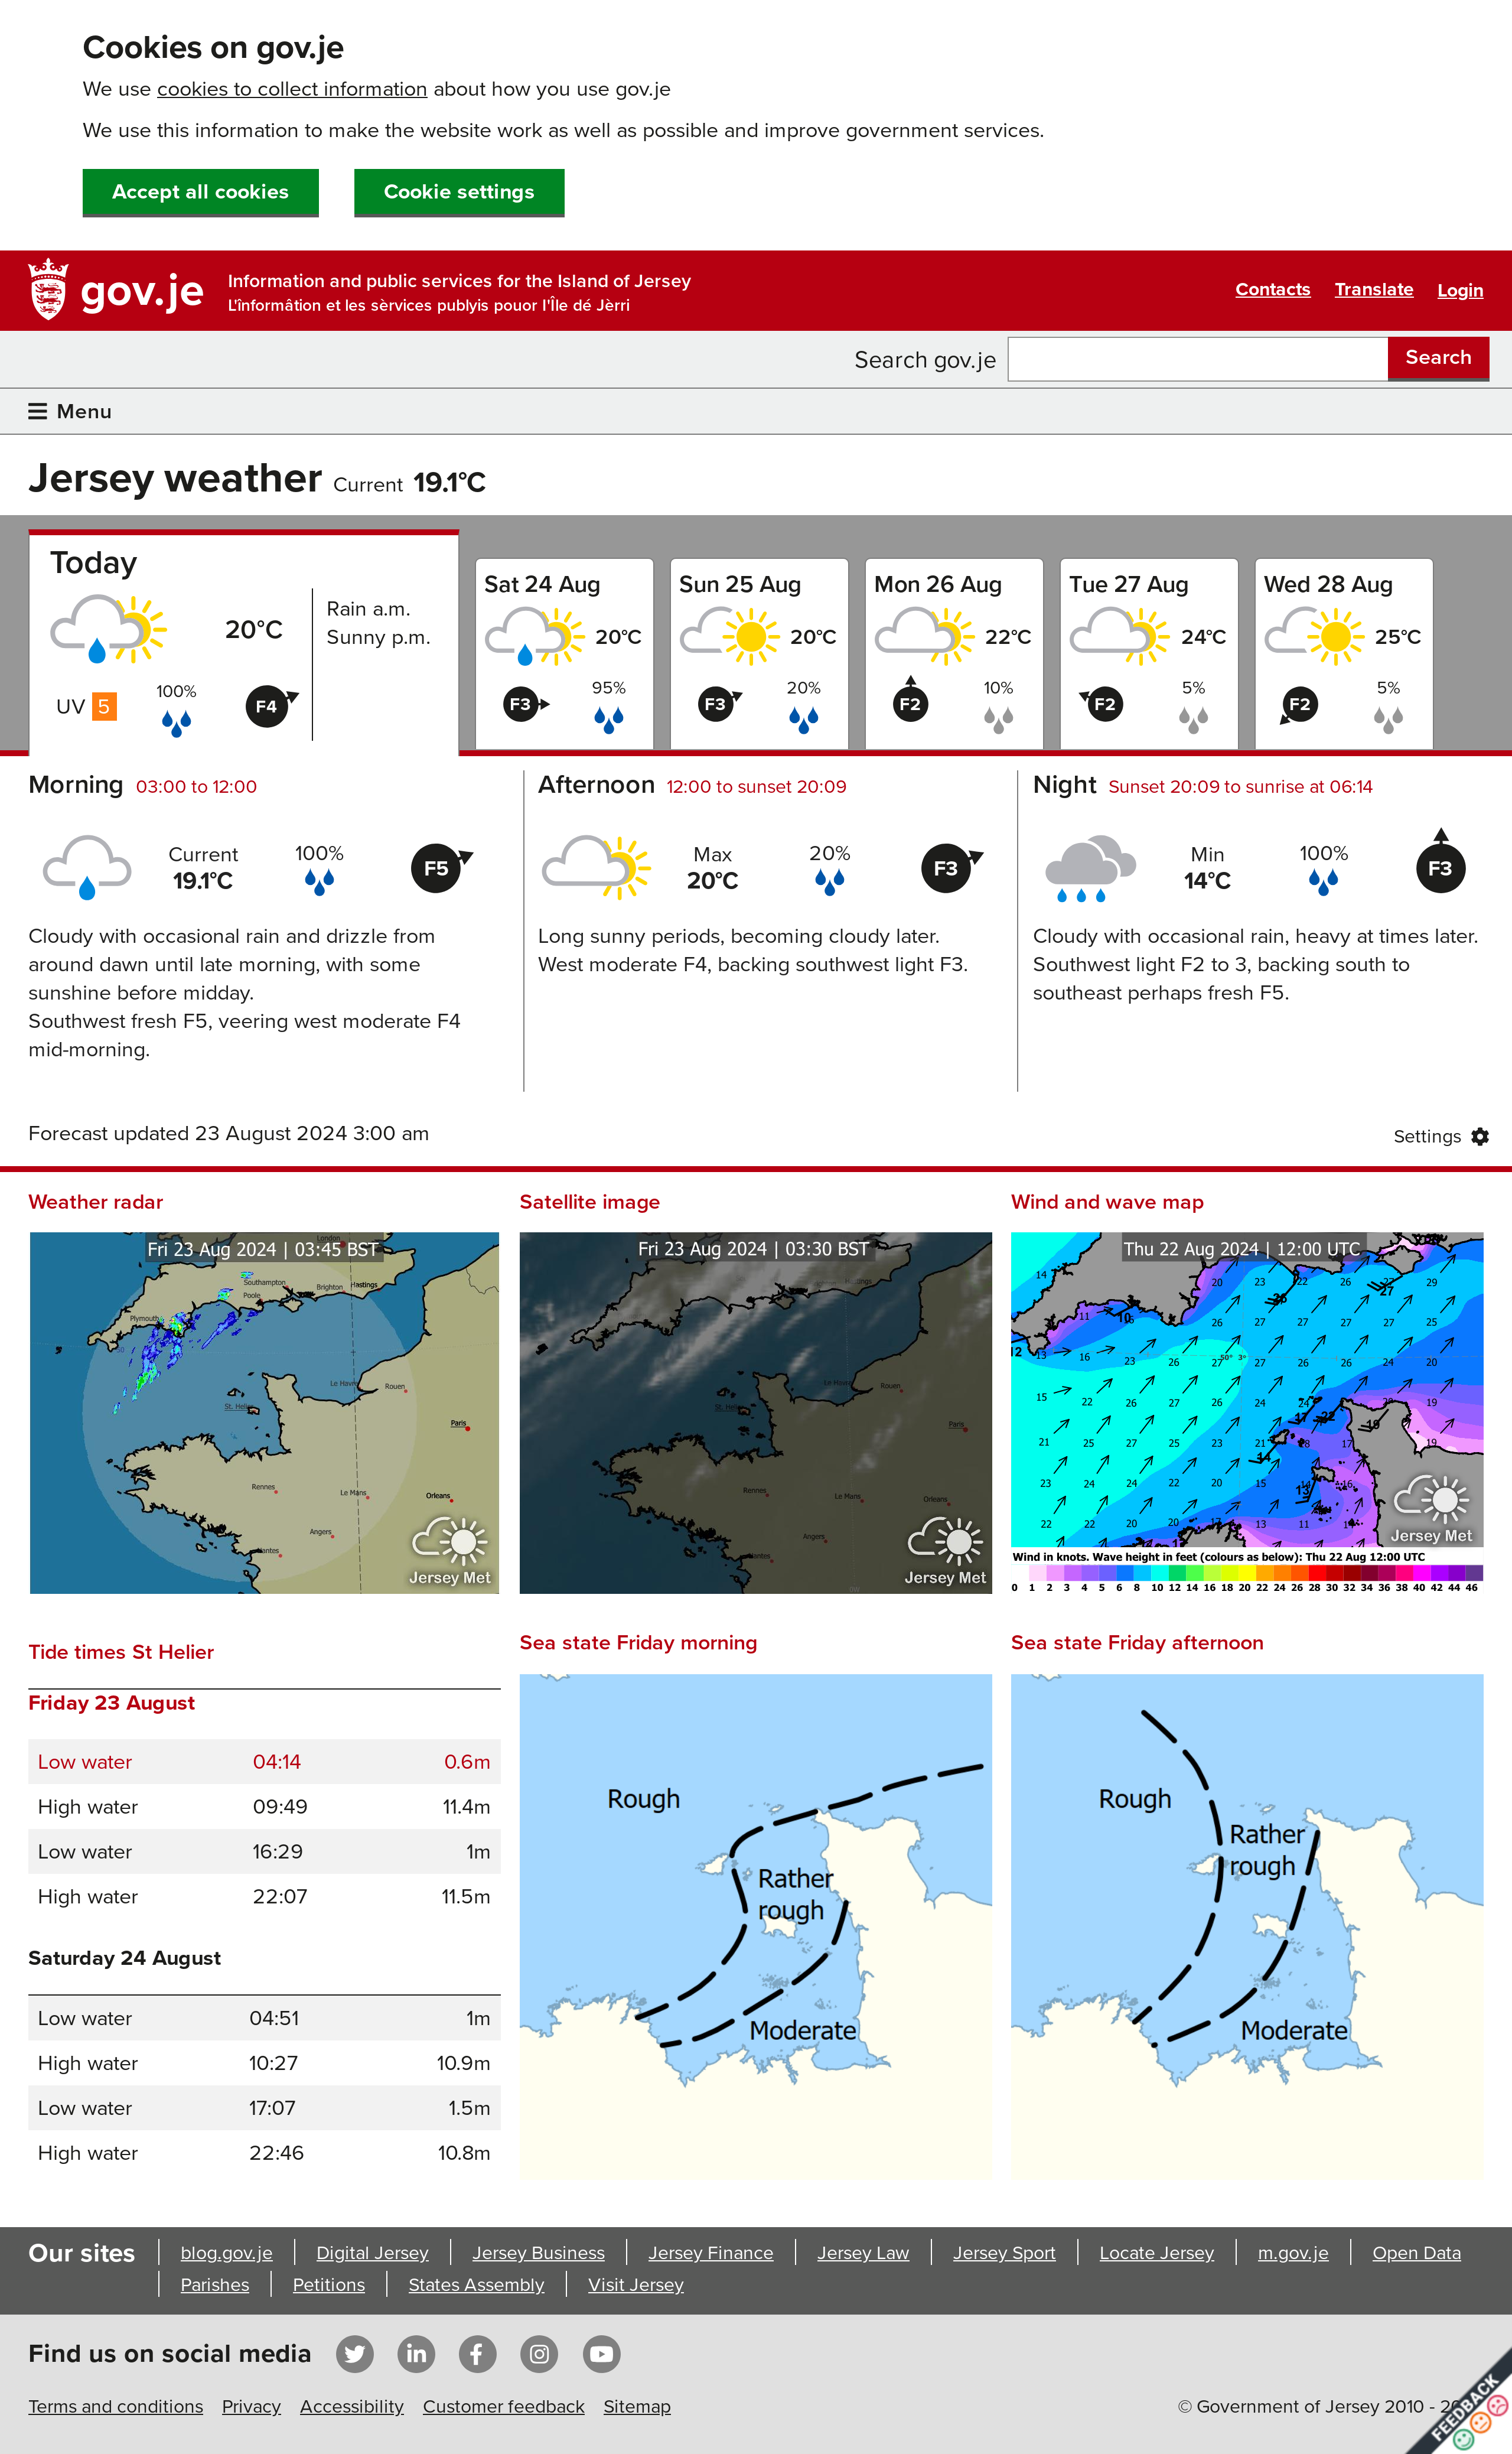 Cookies on gov.je
We use cookies to collect information about how you use gov.je
We use this information to make the website work as well as possible and improve government services.
Accept all cookies
Cookie settings
gov.je
Information and public services for the Island of Jersey
L'înformâtion et les sèrvices publyis pouor I'Île dé Jèrri
Contacts
Translate
Login
Search gov.je
Search
Menu
Jersey weather Current 19.1°C
Today
20°C
Rain a.m.
Sunny p.m.
UV 5
100%
F4
Sat 24 Aug
20°C
F3
95%
Sun 25 Aug
20°C
F3
20%
Mon 26 Aug
22°C
F2
10%
Tue 27 Aug
24°C
F2
5%
Wed 28 Aug
25°C
F2
5%
Morning 03:00 to 12:00
Current
19.1°C
100%
F5
Cloudy with occasional rain and drizzle from
around dawn until late morning, with some
sunshine before midday.
Southwest fresh F5, veering west moderate F4
mid-morning.
Afternoon 12:00 to sunset 20:09
Max
20°C
20%
F3
Long sunny periods, becoming cloudy later.
West moderate F4, backing southwest light F3.
Night Sunset 20:09 to sunrise at 06:14
Min
14°C
100%
F3
Cloudy with occasional rain, heavy at times later.
Southwest light F2 to 3, backing south to
southeast perhaps fresh F5.
Forecast updated 23 August 2024 3:00 am
Settings
Weather radar
Fri 23 Aug 2024 | 03:45 BST
London
Southampton
Brighton
Hastings
Poole
Plymouth
Rouen
Paris
Rennes
Le Mans
Orleans
Angers
Jersey Met
Satellite image
Fri 23 Aug 2024 | 03:30 BST
Rouen
Paris
Rennes
Le Mans
Orleans
Angers
Jersey Met
Wind and wave map
Thu 22 Aug 2024 | 12:00 UTC
Jersey Met
Wind in knots. Wave height in feet (colours as below): Thu 22 Aug 12:00 UTC
0 1 2 3 4 5 6 8 10 12 14 16 18 20 22 24 26 28 30 32 34 36 38 40 42 44 46
Tide times St Helier
Friday 23 August
Low water 04:14 0.6m
High water 09:49 11.4m
Low water 16:29 1m
High water 22:07 11.5m
Saturday 24 August
Low water 04:51 1m
High water 10:27 10.9m
Low water 17:07 1.5m
High water 22:46 10.8m
Sea state Friday morning
Rough
Rather
rough
Moderate
Sea state Friday afternoon
Rough
Rather
rough
Moderate
Our sites
blog.gov.je
Digital Jersey
Jersey Business
Jersey Finance
Jersey Law
Jersey Sport
Locate Jersey
m.gov.je
Open Data
Parishes
Petitions
States Assembly
Visit Jersey
Find us on social media
Terms and conditions
Privacy
Accessibility
Customer feedback
Sitemap
© Government of Jersey 2010 -
FEEDBACK